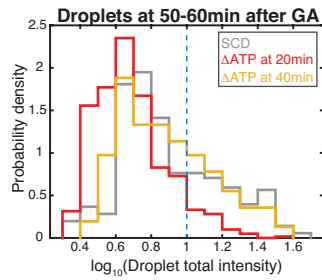 Droplets at 50-60min after GA
SCD
ΔATP at 20min
ΔATP at 40min
Probability density
2.5
2
1.5
1
0.5
0
0.4 0.6 0.8 1.0 1.2 1.4 1.6
log₁₀(Droplet total intensity)